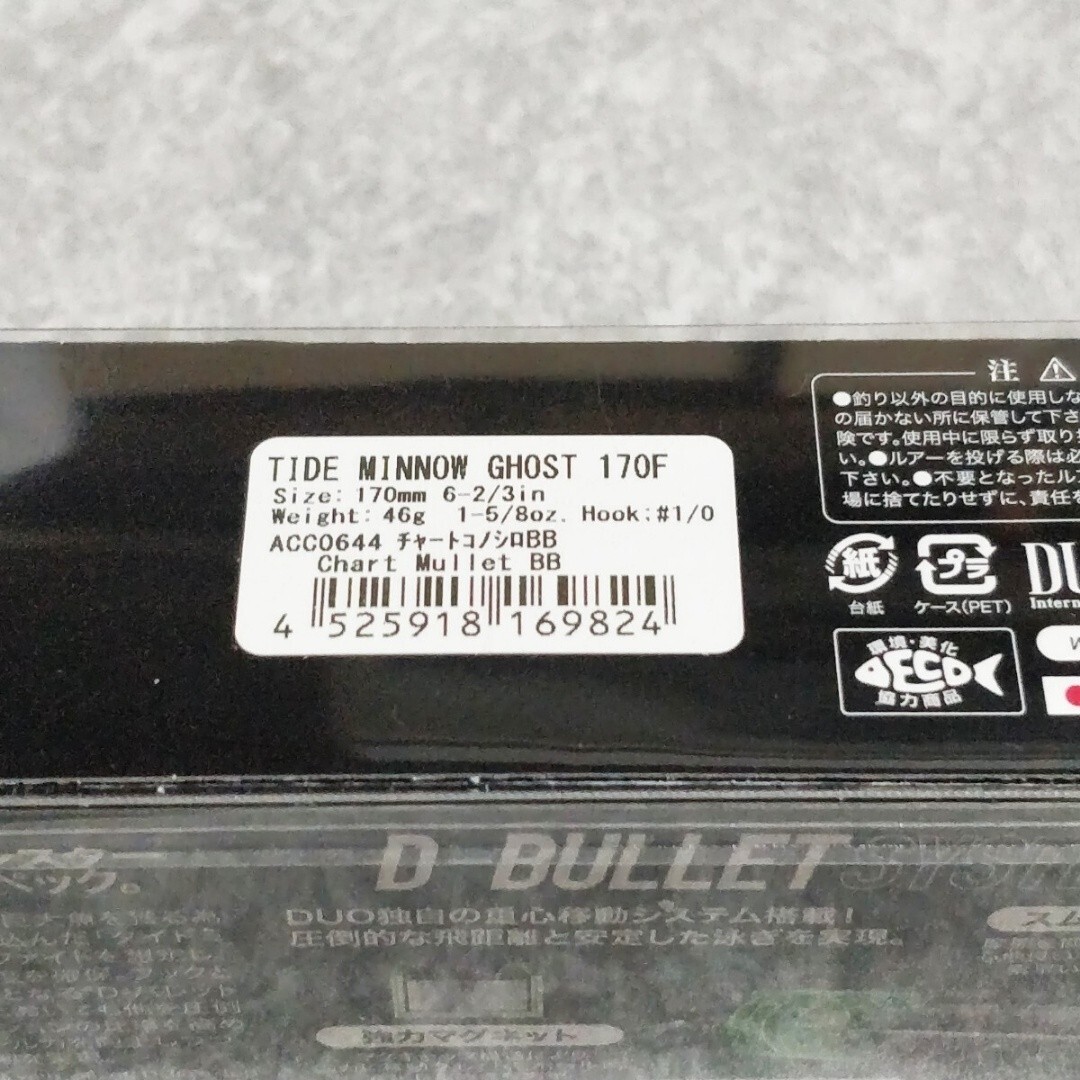 TIDE MINNOW GHOST 170F
Size: 170mm 6-2/3in
Weight: 46g 1-5/8oz. Hook:#1/0
ACC0644 チャートコノシロBB
Chart Mullet BB
4 525918 169824
注
●釣り以外の目的に使用しな
の届かない所に保管して下さ
険です。使用中に限らず取り
い。●ルアーを投げる際は必
下さい。●不要となったル
場に捨てたりせずに、責任を
紙
台紙
プラ
ケース(PET)
DU
Intern
環境・美化
ECO
協力商品
D-BULLET SYST
DUO独自の重心移動システム搭載!
圧倒的な飛距離と安定した泳ぎを実現。
強力マグネット
スム